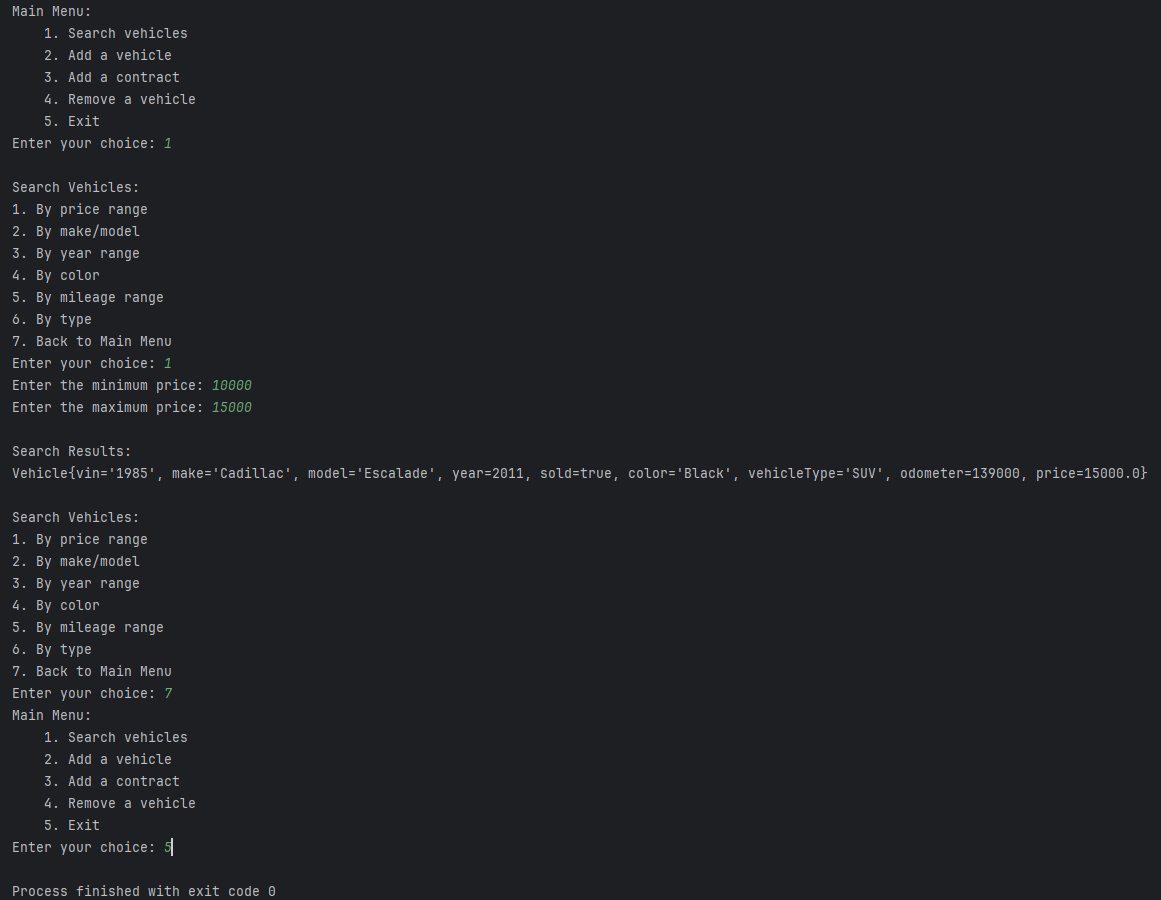 Main Menu:
    1. Search vehicles
    2. Add a vehicle
    3. Add a contract
    4. Remove a vehicle
    5. Exit
Enter your choice: 1

Search Vehicles:
1. By price range
2. By make/model
3. By year range
4. By color
5. By mileage range
6. By type
7. Back to Main Menu
Enter your choice: 1
Enter the minimum price: 10000
Enter the maximum price: 15000

Search Results:
Vehicle{vin='1985', make='Cadillac', model='Escalade', year=2011, sold=true, color='Black', vehicleType='SUV', odometer=139000, price=15000.0}

Search Vehicles:
1. By price range
2. By make/model
3. By year range
4. By color
5. By mileage range
6. By type
7. Back to Main Menu
Enter your choice: 7
Main Menu:
    1. Search vehicles
    2. Add a vehicle
    3. Add a contract
    4. Remove a vehicle
    5. Exit
Enter your choice: 5

Process finished with exit code 0